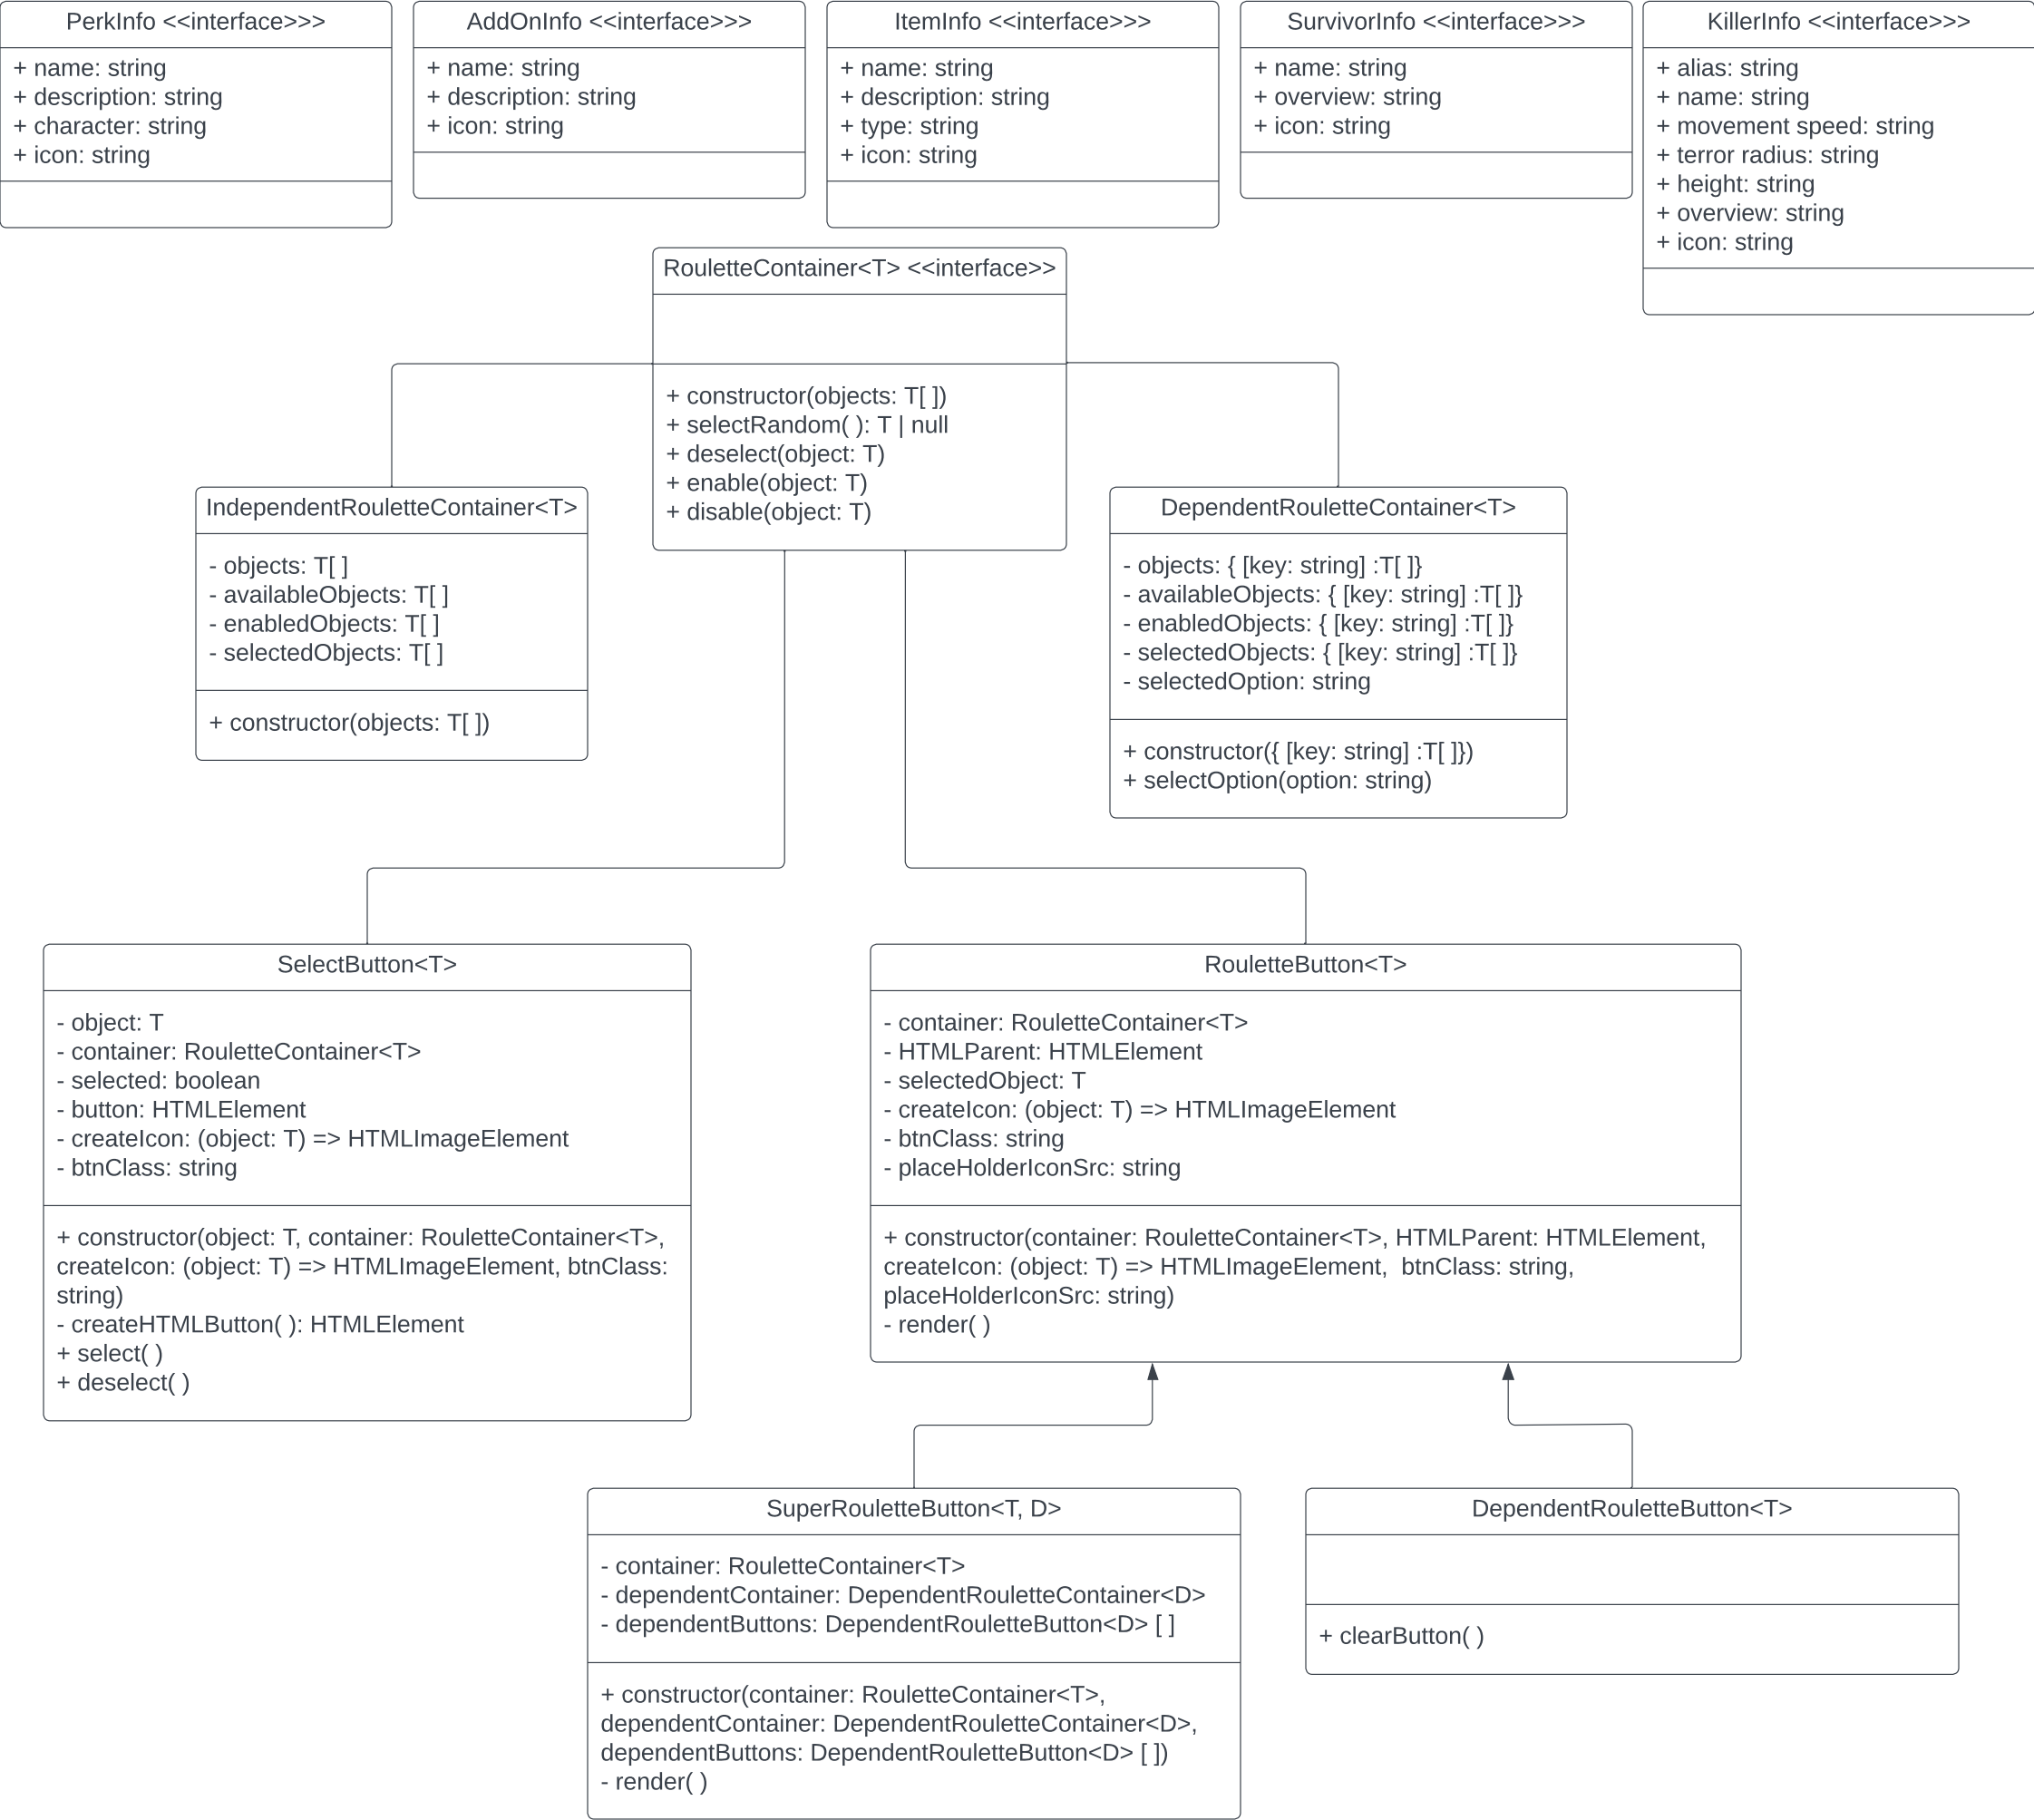 PerkInfo <<interface>>>
+ name: string
+ description: string
+ character: string
+ icon: string
AddOnInfo <<interface>>>
+ name: string
+ description: string
+ icon: string
ItemInfo <<interface>>>
+ name: string
+ description: string
+ type: string
+ icon: string
SurvivorInfo <<interface>>>
+ name: string
+ overview: string
+ icon: string
KillerInfo <<interface>>>
+ alias: string
+ name: string
+ movement speed: string
+ terror radius: string
+ height: string
+ overview: string
+ icon: string
RouletteContainer<T> <<interface>>
+ constructor(objects: T[ ])
+ selectRandom( ): T | null
+ deselect(object: T)
+ enable(object: T)
+ disable(object: T)
IndependentRouletteContainer<T>
- objects: T[ ]
- availableObjects: T[ ]
- enabledObjects: T[ ]
- selectedObjects: T[ ]
+ constructor(objects: T[ ])
DependentRouletteContainer<T>
- objects: { [key: string] :T[ ]}
- availableObjects: { [key: string] :T[ ]}
- enabledObjects: { [key: string] :T[ ]}
- selectedObjects: { [key: string] :T[ ]}
- selectedOption: string
+ constructor({ [key: string] :T[ ]})
+ selectOption(option: string)
SelectButton<T>
- object: T
- container: RouletteContainer<T>
- selected: boolean
- button: HTMLElement
- createIcon: (object: T) => HTMLImageElement
- btnClass: string
+ constructor(object: T, container: RouletteContainer<T>,
createIcon: (object: T) => HTMLImageElement, btnClass:
string)
- createHTMLButton( ): HTMLElement
+ select( )
+ deselect( )
RouletteButton<T>
- container: RouletteContainer<T>
- HTMLParent: HTMLElement
- selectedObject: T
- createIcon: (object: T) => HTMLImageElement
- btnClass: string
- placeHolderIconSrc: string
+ constructor(container: RouletteContainer<T>, HTMLParent: HTMLElement,
createIcon: (object: T) => HTMLImageElement,  btnClass: string,
placeHolderIconSrc: string)
- render( )
SuperRouletteButton<T, D>
- container: RouletteContainer<T>
- dependentContainer: DependentRouletteContainer<D>
- dependentButtons: DependentRouletteButton<D> [ ]
+ constructor(container: RouletteContainer<T>,
dependentContainer: DependentRouletteContainer<D>,
dependentButtons: DependentRouletteButton<D> [ ])
- render( )
DependentRouletteButton<T>
+ clearButton( )